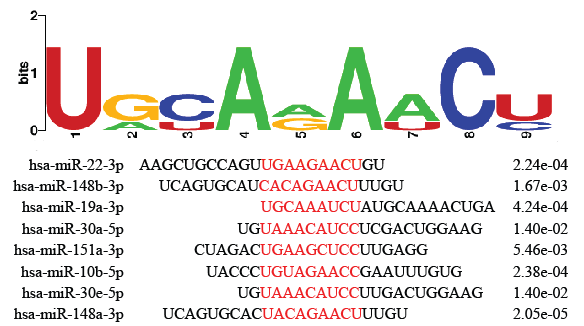 2
bits
1
0
U G C A A A A C U
A U G U C
1 2 3 4 5 6 7 8 9
hsa-miR-22-3p AAGCUGCCAGUUGAAGAACUGU 2.24e-04
hsa-miR-148b-3p UCAGUGCAUCACAGAACUUUGU 1.67e-03
hsa-miR-19a-3p UGCAAAUCUAUGCAAAACUGA 4.24e-04
hsa-miR-30a-5p UGUAAACAUCCUCGACUGGAAG 1.40e-02
hsa-miR-151a-3p CUAGACUGAAGCUCCUUGAGG 5.46e-03
hsa-miR-10b-5p UACCCUGUAGAACCGAAUUUGUG 2.38e-04
hsa-miR-30e-5p UGUAAACAUCCUUGACUGGAAG 1.40e-02
hsa-miR-148a-3p UCAGUGCACUACAGAACUUUGU 2.05e-05